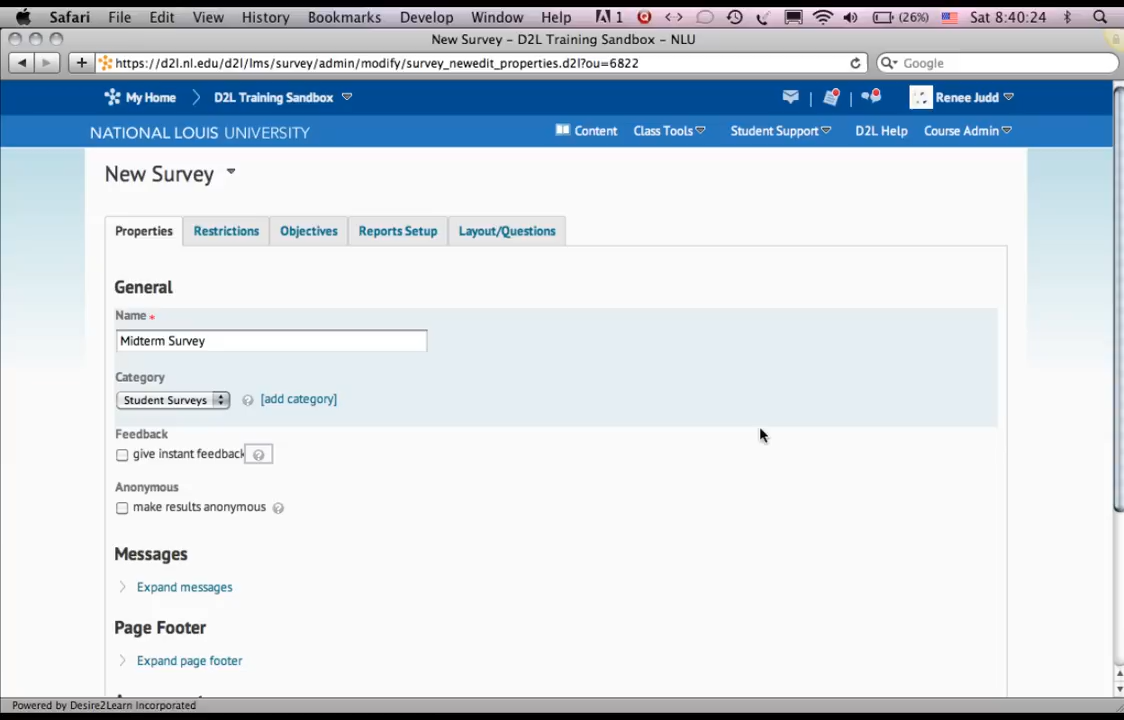 Safari File Edit View History Bookmarks Develop Window Help 1 (26%) Sat 8:40:24
New Survey – D2L Training Sandbox – NLU
https://d2l.nl.edu/d2l/lms/survey/admin/modify/survey_newedit_properties.d2l?ou=6822 Google
My Home D2L Training Sandbox Renee Judd
NATIONAL LOUIS UNIVERSITY Content Class Tools Student Support D2L Help Course Admin
New Survey
Properties Restrictions Objectives Reports Setup Layout/Questions
General
Name *
Midterm Survey
Category
Student Surveys ? [add category]
Feedback
give instant feedback ?
Anonymous
make results anonymous ?
Messages
Expand messages
Page Footer
Expand page footer
Powered by Desire2Learn Incorporated